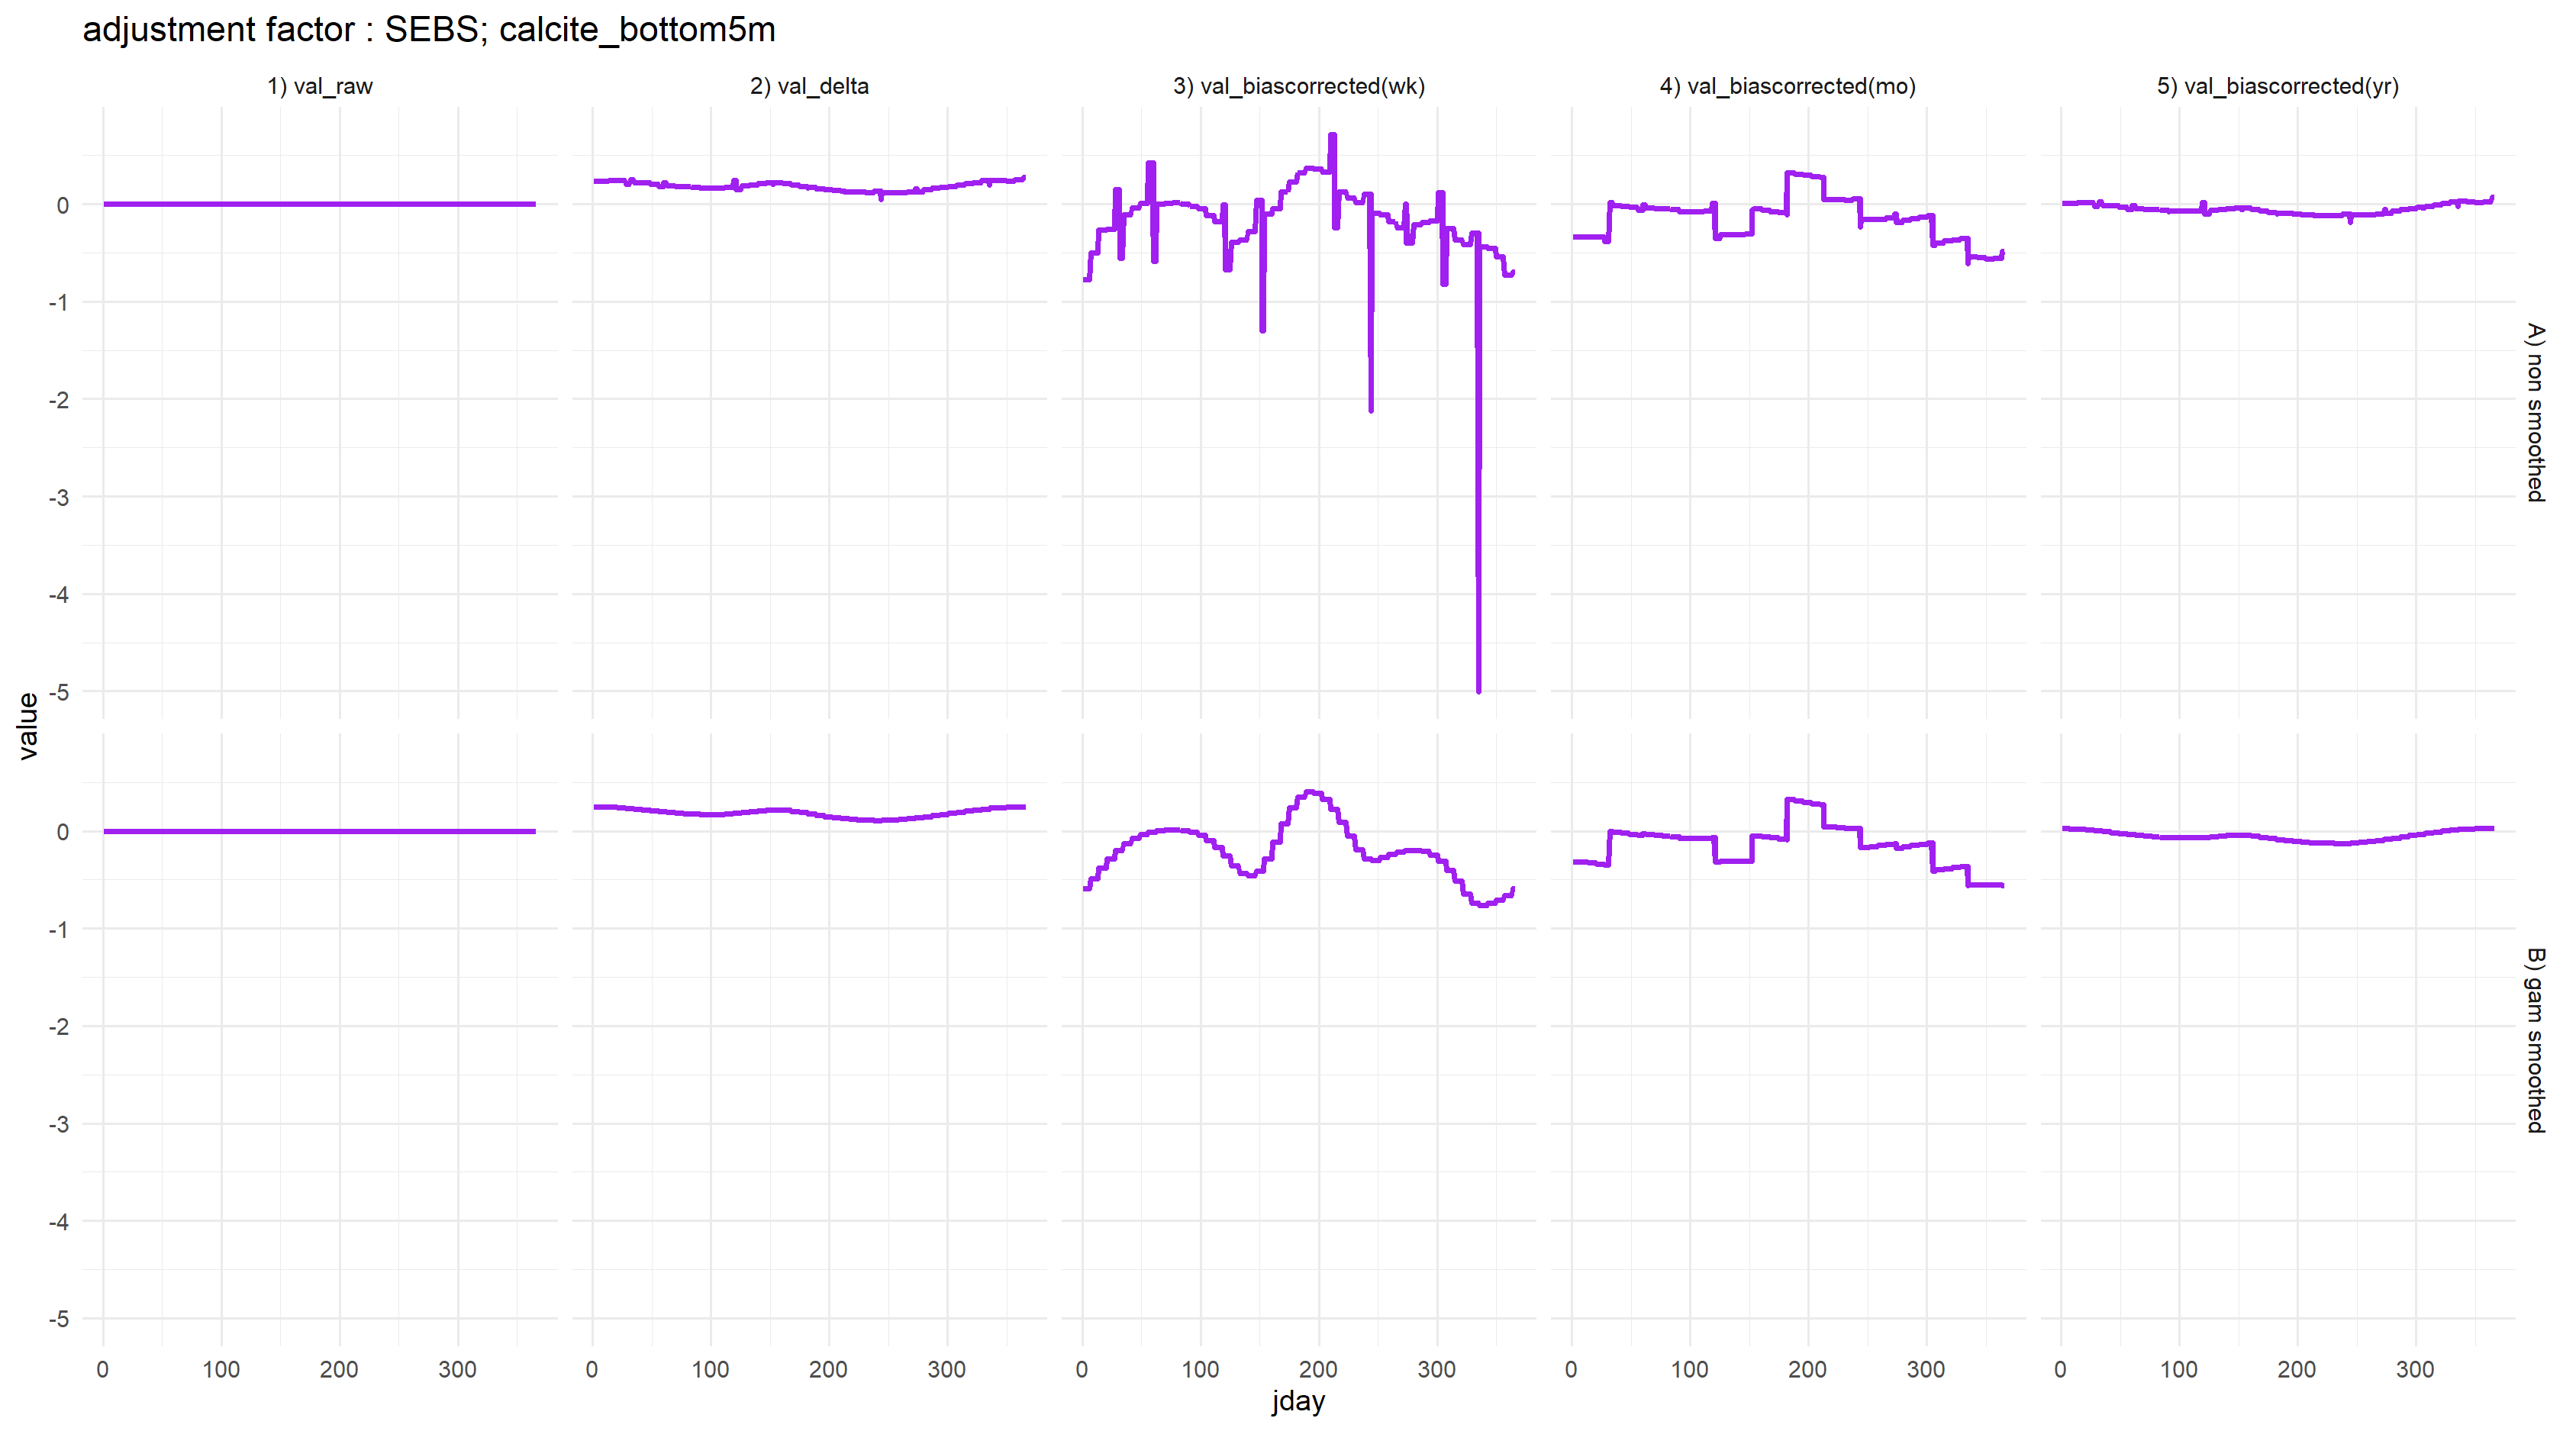 adjustment factor : SEBS; calcite_bottom5m
1) val_raw
2) val_delta
3) val_biascorrected(wk)
4) val_biascorrected(mo)
5) val_biascorrected(yr)
0
-1
-2
-3
-4
-5
A) non smoothed
value
0
-1
-2
-3
-4
-5
B) gam smoothed
0 100 200 300
0 100 200 300
0 100 200 300
0 100 200 300
0 100 200 300
jday